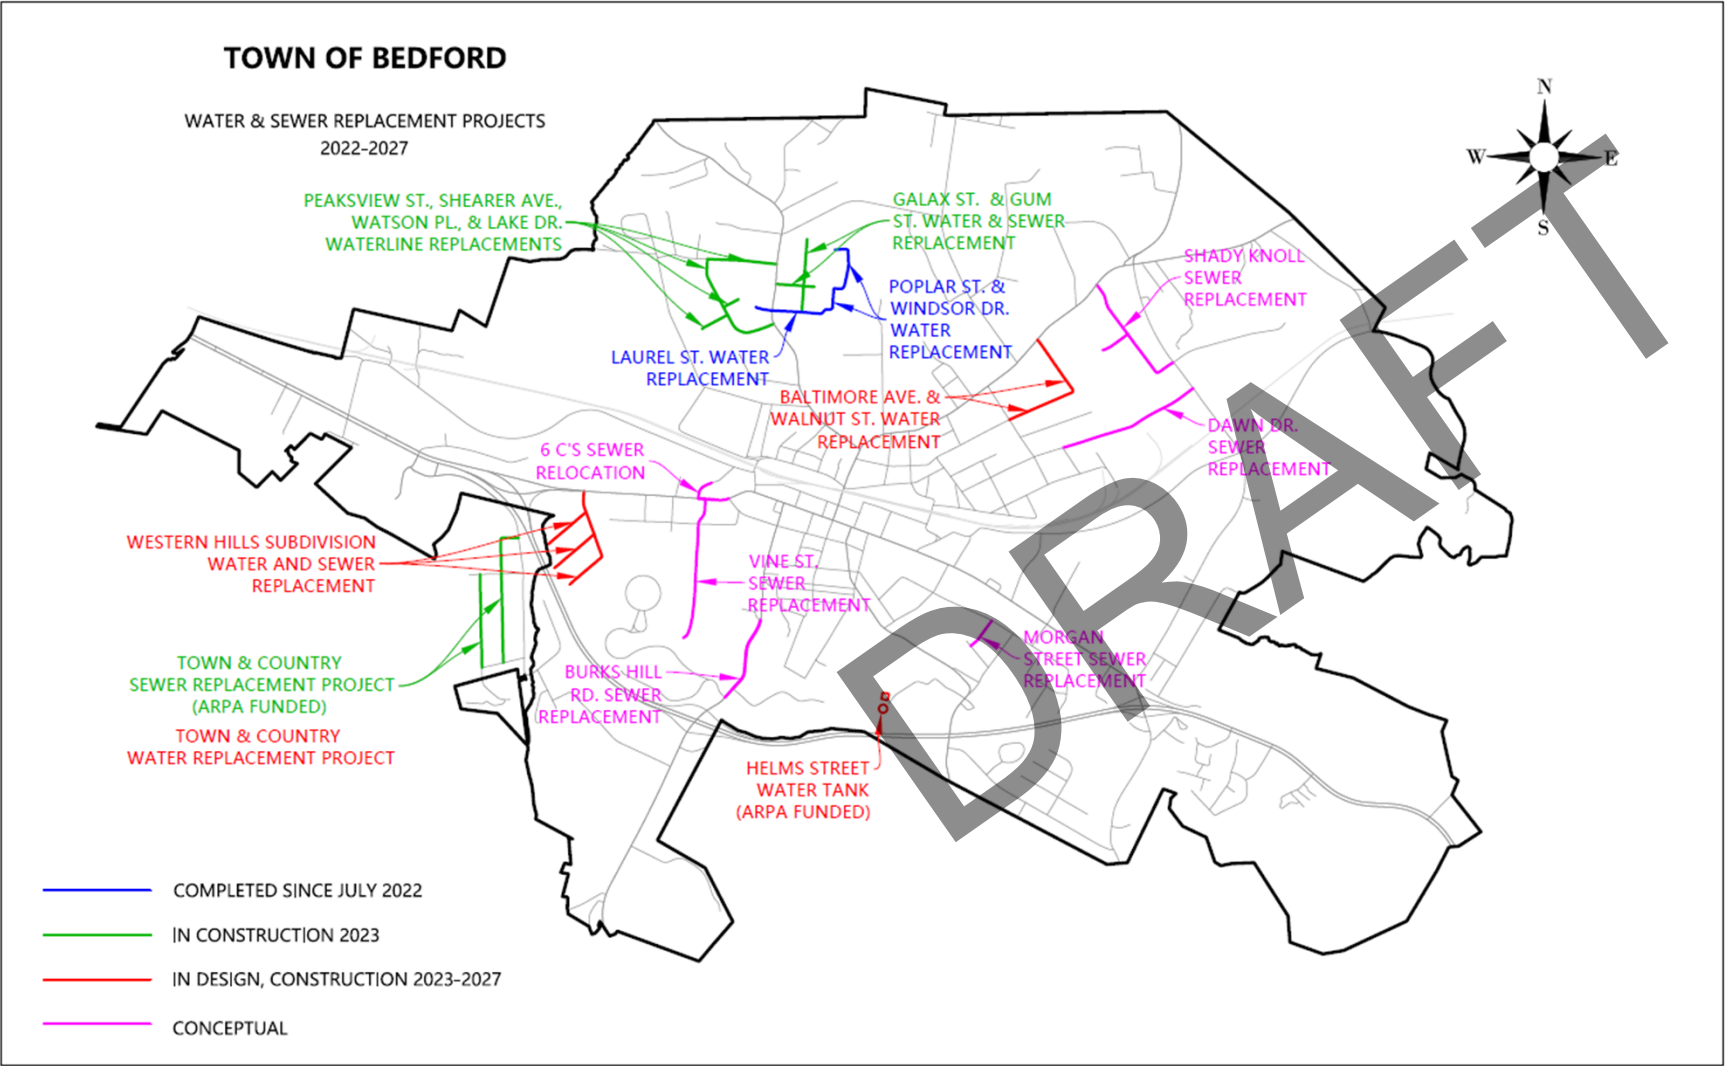 TOWN OF BEDFORD
WATER & SEWER REPLACEMENT PROJECTS
2022-2027
N
W
E
S
PEAKSVIEW ST., SHEARER AVE.,
WATSON PL., & LAKE DR.
WATERLINE REPLACEMENTS
GALAX ST. & GUM
ST. WATER & SEWER
REPLACEMENT
SHADY KNOLL
SEWER
REPLACEMENT
POPLAR ST. &
WINDSOR DR.
WATER
REPLACEMENT
LAUREL ST. WATER
REPLACEMENT
BALTIMORE AVE. &
WALNUT ST. WATER
REPLACEMENT
DAWN DR.
SEWER
REPLACEMENT
6 C'S SEWER
RELOCATION
WESTERN HILLS SUBDIVISION
WATER AND SEWER
REPLACEMENT
VINE ST.
SEWER
REPLACEMENT
MORGAN
STREET SEWER
REPLACEMENT
TOWN & COUNTRY
SEWER REPLACEMENT PROJECT
(ARPA FUNDED)
BURKS HILL
RD. SEWER
REPLACEMENT
TOWN & COUNTRY
WATER REPLACEMENT PROJECT
HELMS STREET
WATER TANK
(ARPA FUNDED)
DRAFT
COMPLETED SINCE JULY 2022
IN CONSTRUCTION 2023
IN DESIGN, CONSTRUCTION 2023-2027
CONCEPTUAL